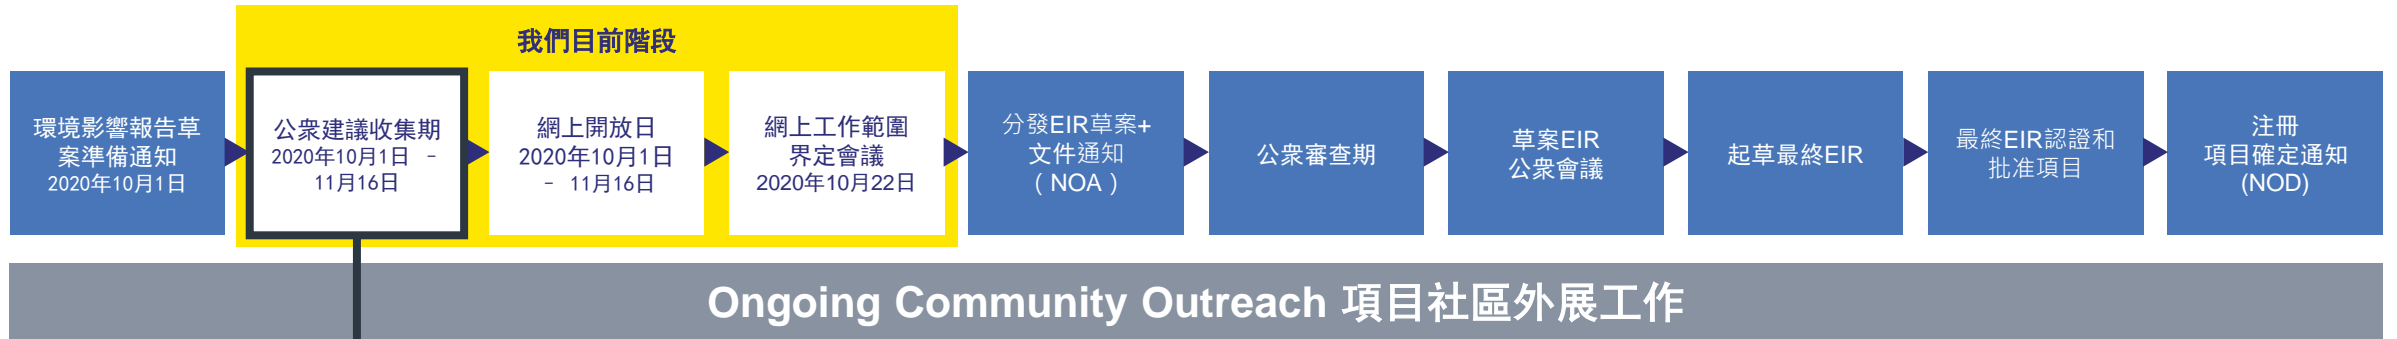 我們目前階段
環境影響報告草
案準備通知
2020年10月1日
公衆建議收集期
2020年10月1日 –
11月16日
網上開放日
2020年10月1日
– 11月16日
網上工作範圍
界定會議
2020年10月22日
分發EIR草案+
文件通知
（NOA）
公衆審查期
草案EIR
公衆會議
起草最終EIR
最終EIR認證和
批准項目
注冊
項目確定通知
(NOD)
Ongoing Community Outreach 項目社區外展工作